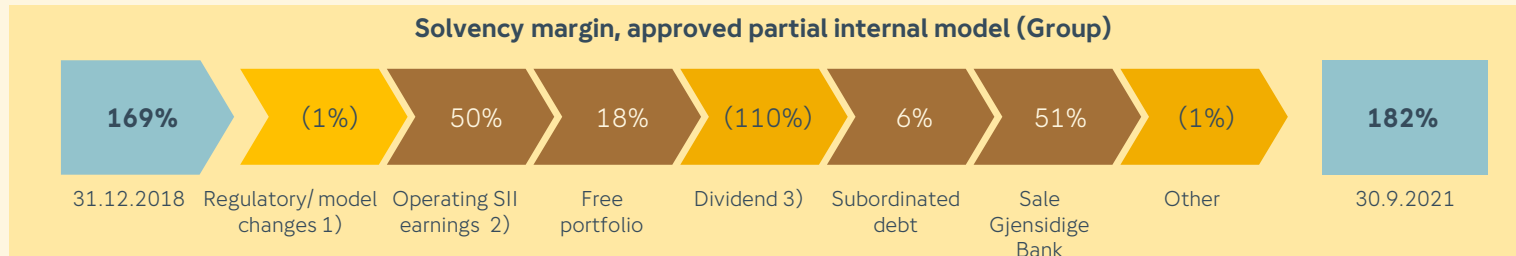 Solvency margin, approved partial internal model (Group)
169%
(1%)
50%
18%
(110%)
6%
51%
(1%)
182%
31.12.2018
Regulatory/ model
changes 1)
Operating SII
earnings 2)
Free
portfolio
Dividend 3)
Subordinated
debt
Sale
Gjensidige
Bank
Other
30.9.2021